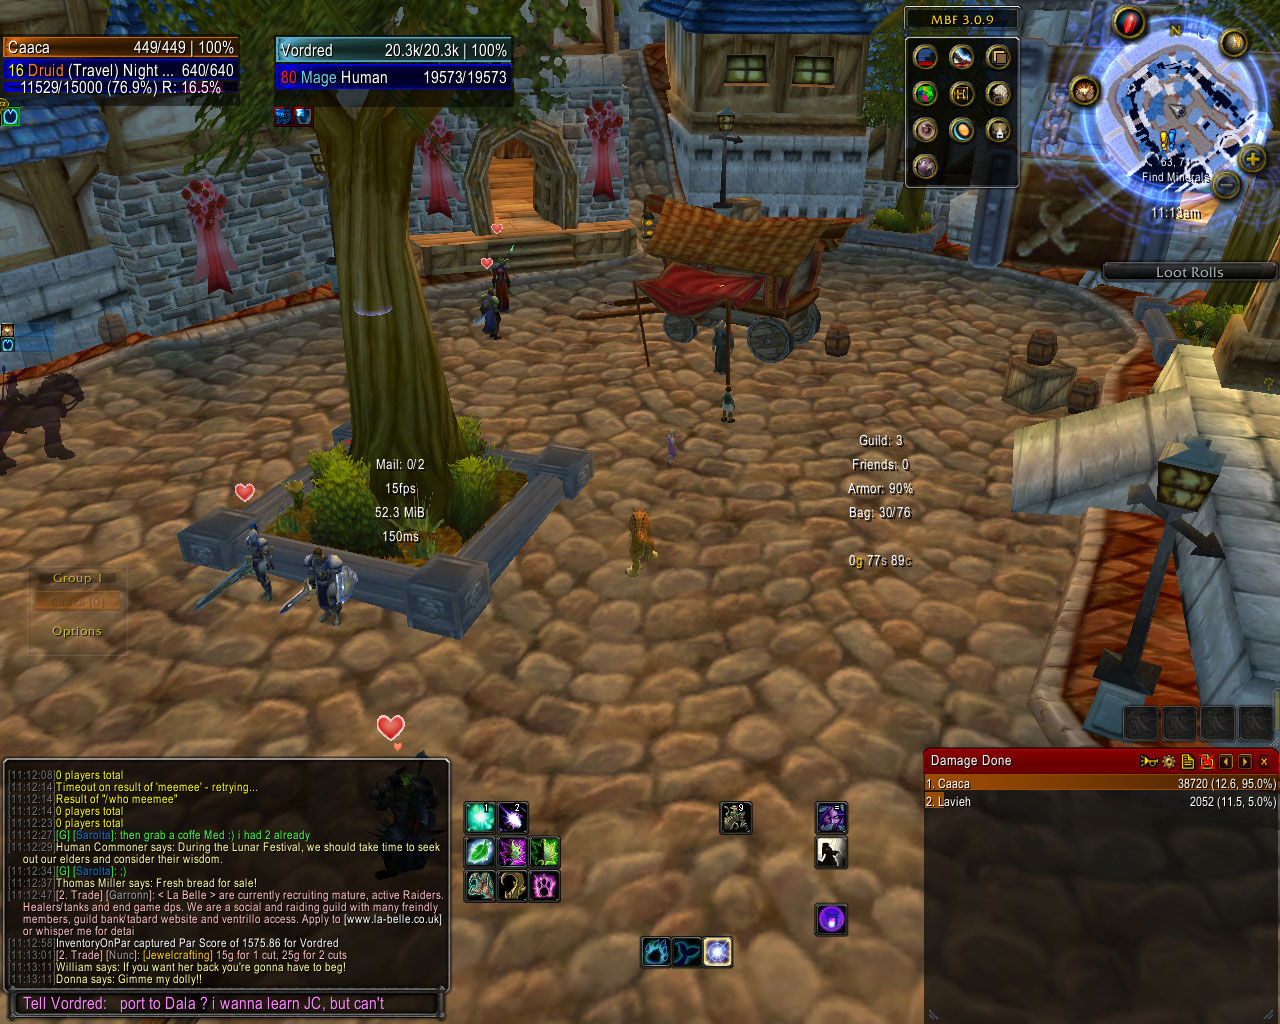 Caaca 449/449 | 100%
16 Druid (Travel) Night ... 640/640
11529/15000 (76.9%) R: 16.5%
Vordred 20.3k/20.3k | 100%
80 Mage Human 19573/19573
MBF 3.0.9
N
Find Minerals
11:13am
Loot Rolls
Mail: 0/2
15fps
52.3 MiB
150ms
Guild: 3
Friends: 0
Armor: 90%
Bag: 30/76
0g 77s 89c
Group 1
Caaca [0]
Options
[11:12:08]0 players total
[11:12:14]Timeout on result of 'meemee' - retrying...
[11:12:14]Result of "/who meemee"
[11:12:14]0 players total
[11:12:23]0 players total
[11:12:27][G] [Sarolta]: then grab a coffe Med :) i had 2 already
[11:12:29]Human Commoner says: During the Lunar Festival, we should take time to seek
out our elders and consider their wisdom.
[11:12:34][G] [Sarolta]: ;)
[11:12:37]Thomas Miller says: Fresh bread for sale!
[11:12:47][2. Trade] [Garronn]: < La Belle > are currently recruiting mature, active Raiders.
Healers/tanks and end game dps. We are a social and raiding guild with many freindly
members, guild bank/tabard website and ventrillo access. Apply to [www.la-belle.co.uk]
or whisper me for detai
[11:12:58]InventoryOnPar captured Par Score of 1575.86 for Vordred
[11:13:01][2. Trade] [Nunc]: [Jewelcrafting] 15g for 1 cut, 25g for 2 cuts
[11:13:11]William says: If you want her back you're gonna have to beg!
[11:13:11]Donna says: Gimme my dolly!!
Tell Vordred: port to Dala ? i wanna learn JC, but can't
1
2
9
Damage Done
1. Caaca 38720 (12.6, 95.0%)
2. Lavieh 2052 (11.5, 5.0%)